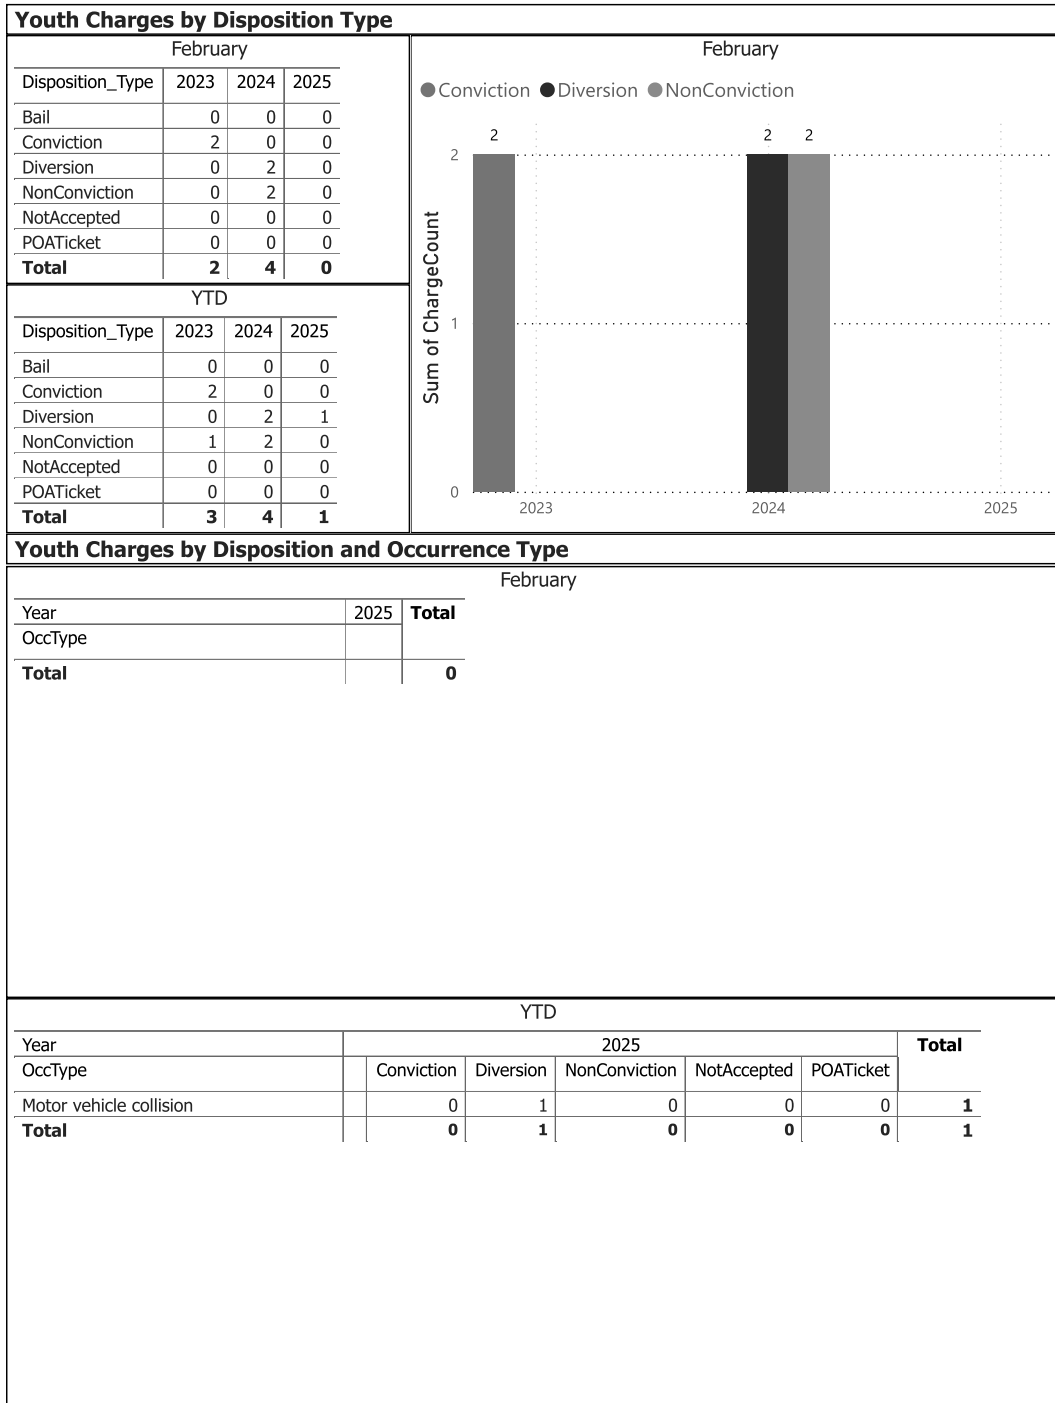 Youth Charges by Disposition Type
February
Disposition_Type 2023 2024 2025
Bail 0 0 0
Conviction 2 0 0
Diversion 0 2 0
NonConviction 0 2 0
NotAccepted 0 0 0
POATicket 0 0 0
Total 2 4 0
YTD
Disposition_Type 2023 2024 2025
Bail 0 0 0
Conviction 2 0 0
Diversion 0 2 1
NonConviction 1 2 0
NotAccepted 0 0 0
POATicket 0 0 0
Total 3 4 1
February
Conviction Diversion NonConviction
2 2 2
Sum of ChargeCount
2
1
0
2023 2024 2025
Youth Charges by Disposition and Occurrence Type
February
Year 2025 Total
OccType
Total 0
YTD
Year 2025 Total
OccType Conviction Diversion NonConviction NotAccepted POATicket
Motor vehicle collision 0 1 0 0 0 1
Total 0 1 0 0 0 1